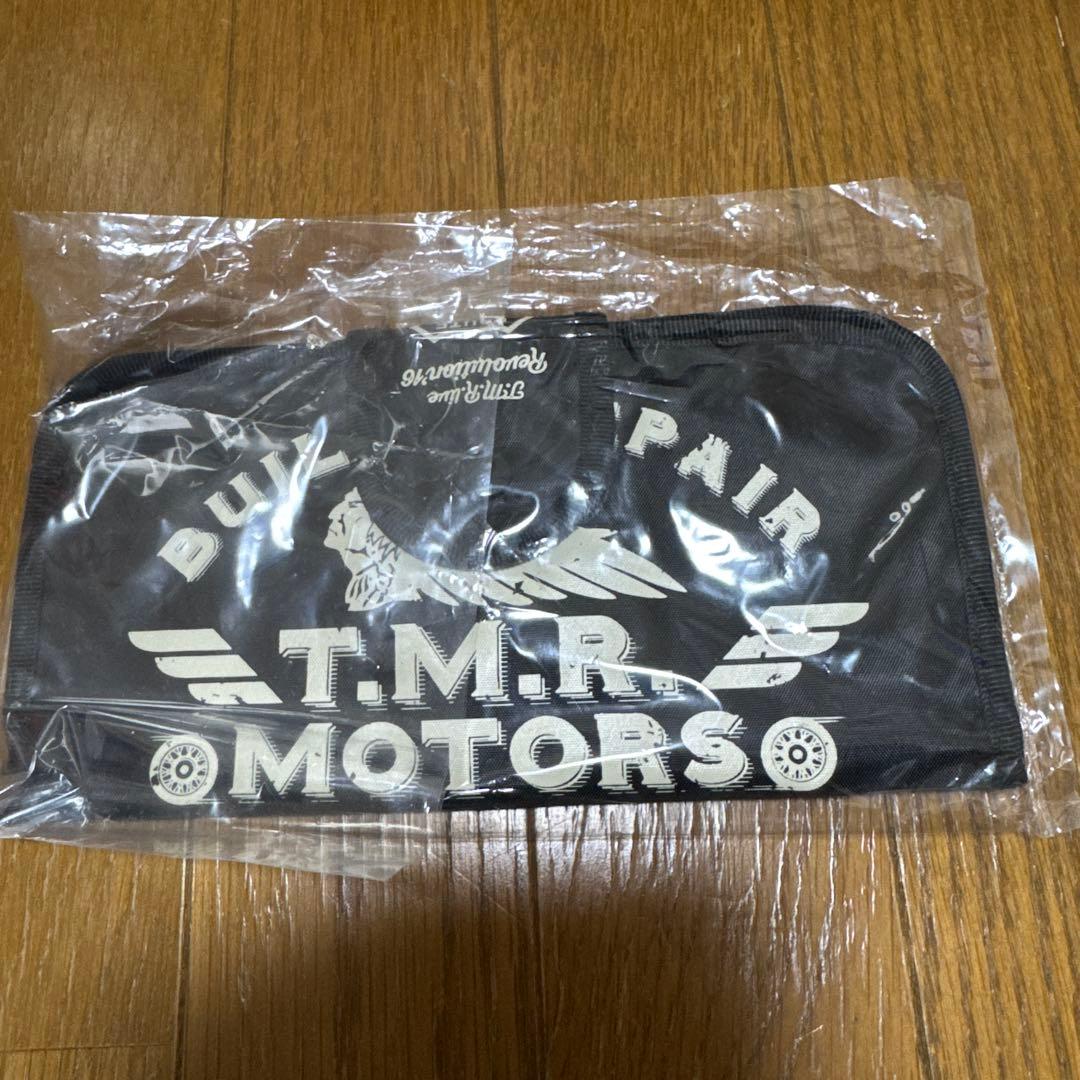 T.M.R.live
Revolution'16
BUIL
PAIR
T.M.R.
MOTORS